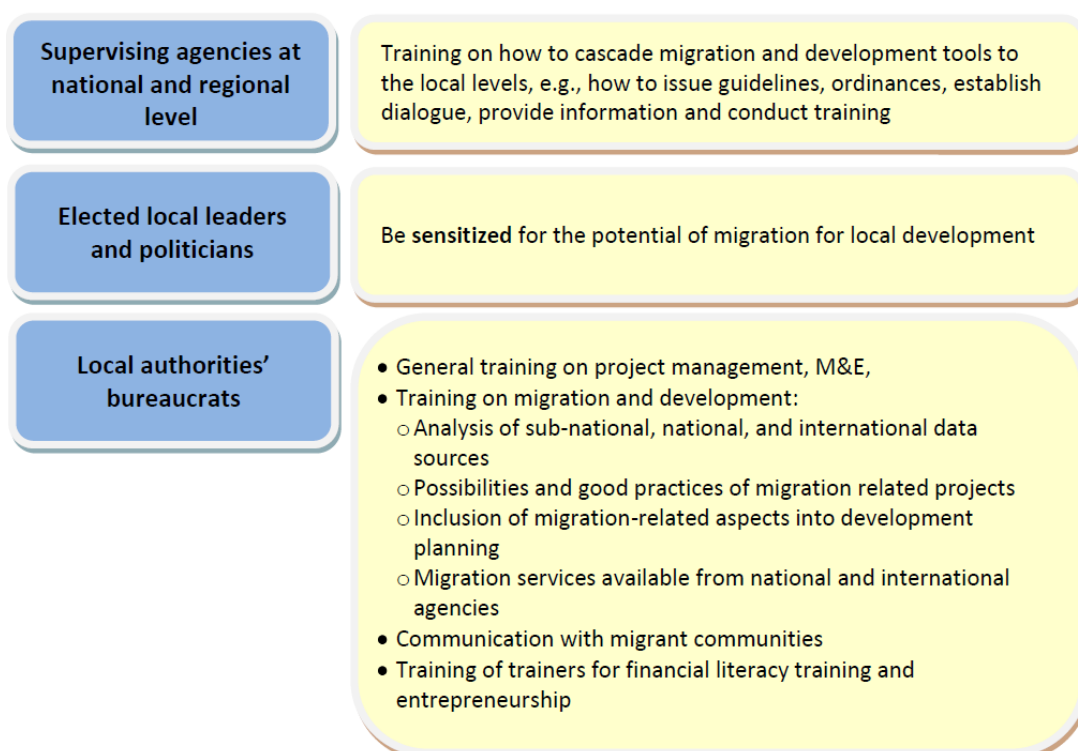 Supervising agencies at
national and regional
level
Training on how to cascade migration and development tools to
the local levels, e.g., how to issue guidelines, ordinances, establish
dialogue, provide information and conduct training
Elected local leaders
and politicians
Be sensitized for the potential of migration for local development
Local authorities’
bureaucrats
• General training on project management, M&E,
• Training on migration and development:
o Analysis of sub-national, national, and international data
sources
o Possibilities and good practices of migration related projects
o Inclusion of migration-related aspects into development
planning
o Migration services available from national and international
agencies
• Communication with migrant communities
• Training of trainers for financial literacy training and
entrepreneurship